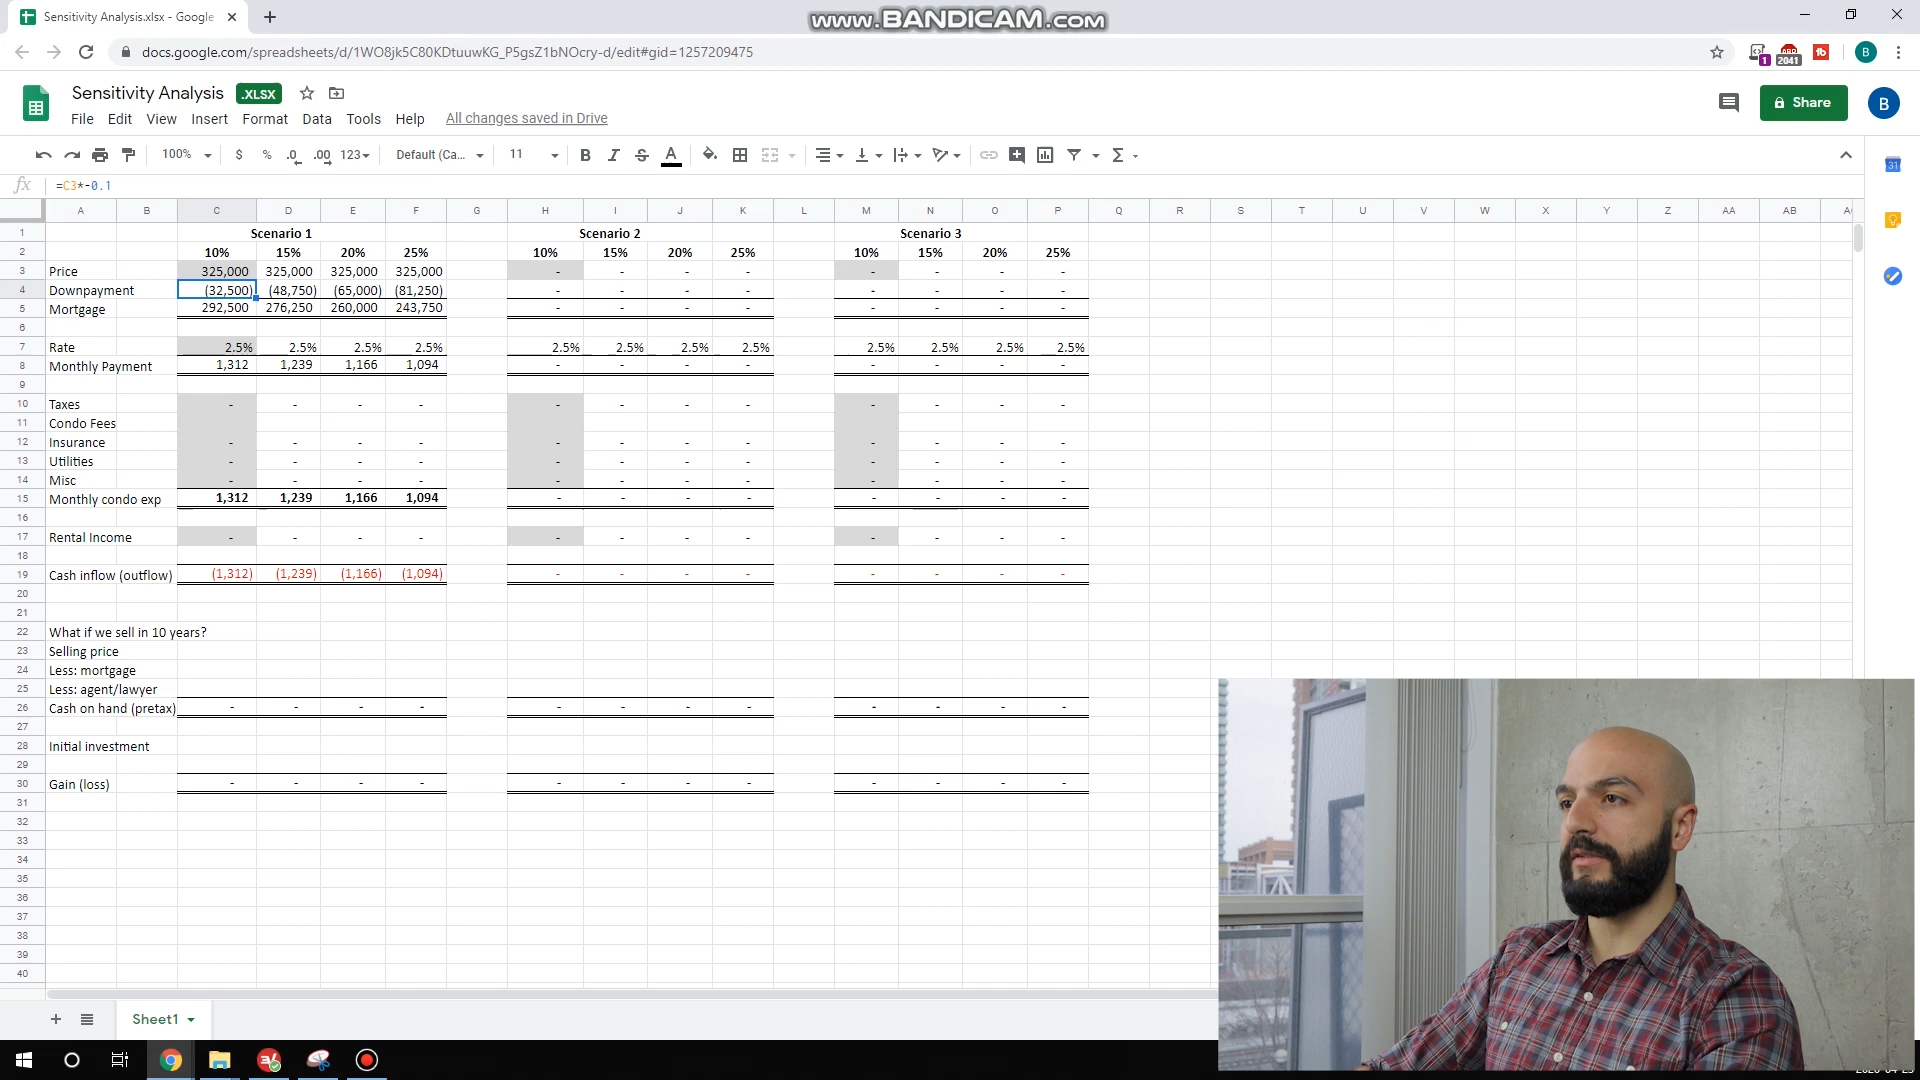 Sensitivity Analysis.xlsx - Google
WWW.BANDICAM.COM
docs.google.com/spreadsheets/d/1WO8jk5C80KDtuuwKG_P5gsZ1bNOcry-d/edit#gid=1257209475
1 2041 B
Sensitivity Analysis .XLSX
Share B
File Edit View Insert Format Data Tools Help All changes saved in Drive
100% $ % .0 .00 123 Default (Ca... 11 B I S A Σ
31
fx =C3*-0.1
A B C D E F G H I J K L M N O P Q R S T U V W X Y Z AA AB
1 Scenario 1 Scenario 2 Scenario 3
2 10% 15% 20% 25% 10% 15% 20% 25% 10% 15% 20% 25%
3 Price 325,000 325,000 325,000 325,000 - - - - - - - -
4 Downpayment (32,500) (48,750) (65,000) (81,250) - - - - - - - -
5 Mortgage 292,500 276,250 260,000 243,750 - - - - - - - -
6
7 Rate 2.5% 2.5% 2.5% 2.5% 2.5% 2.5% 2.5% 2.5% 2.5% 2.5% 2.5% 2.5%
8 Monthly Payment 1,312 1,239 1,166 1,094 - - - - - - - -
9
10 Taxes - - - - - - - - - - - -
11 Condo Fees
12 Insurance - - - - - - - - - - - -
13 Utilities - - - - - - - - - - - -
14 Misc - - - - - - - - - - - -
15 Monthly condo exp 1,312 1,239 1,166 1,094 - - - - - - - -
16
17 Rental Income - - - - - - - - - - - -
18
19 Cash inflow (outflow) (1,312) (1,239) (1,166) (1,094) - - - - - - - -
20
21
22 What if we sell in 10 years?
23 Selling price
24 Less: mortgage
25 Less: agent/lawyer
26 Cash on hand (pretax) - - - - - - - - - - - -
27
28 Initial investment
29
30 Gain (loss) - - - - - - - - - - - -
31
32
33
34
35
36
37
38
39
40
Sheet1